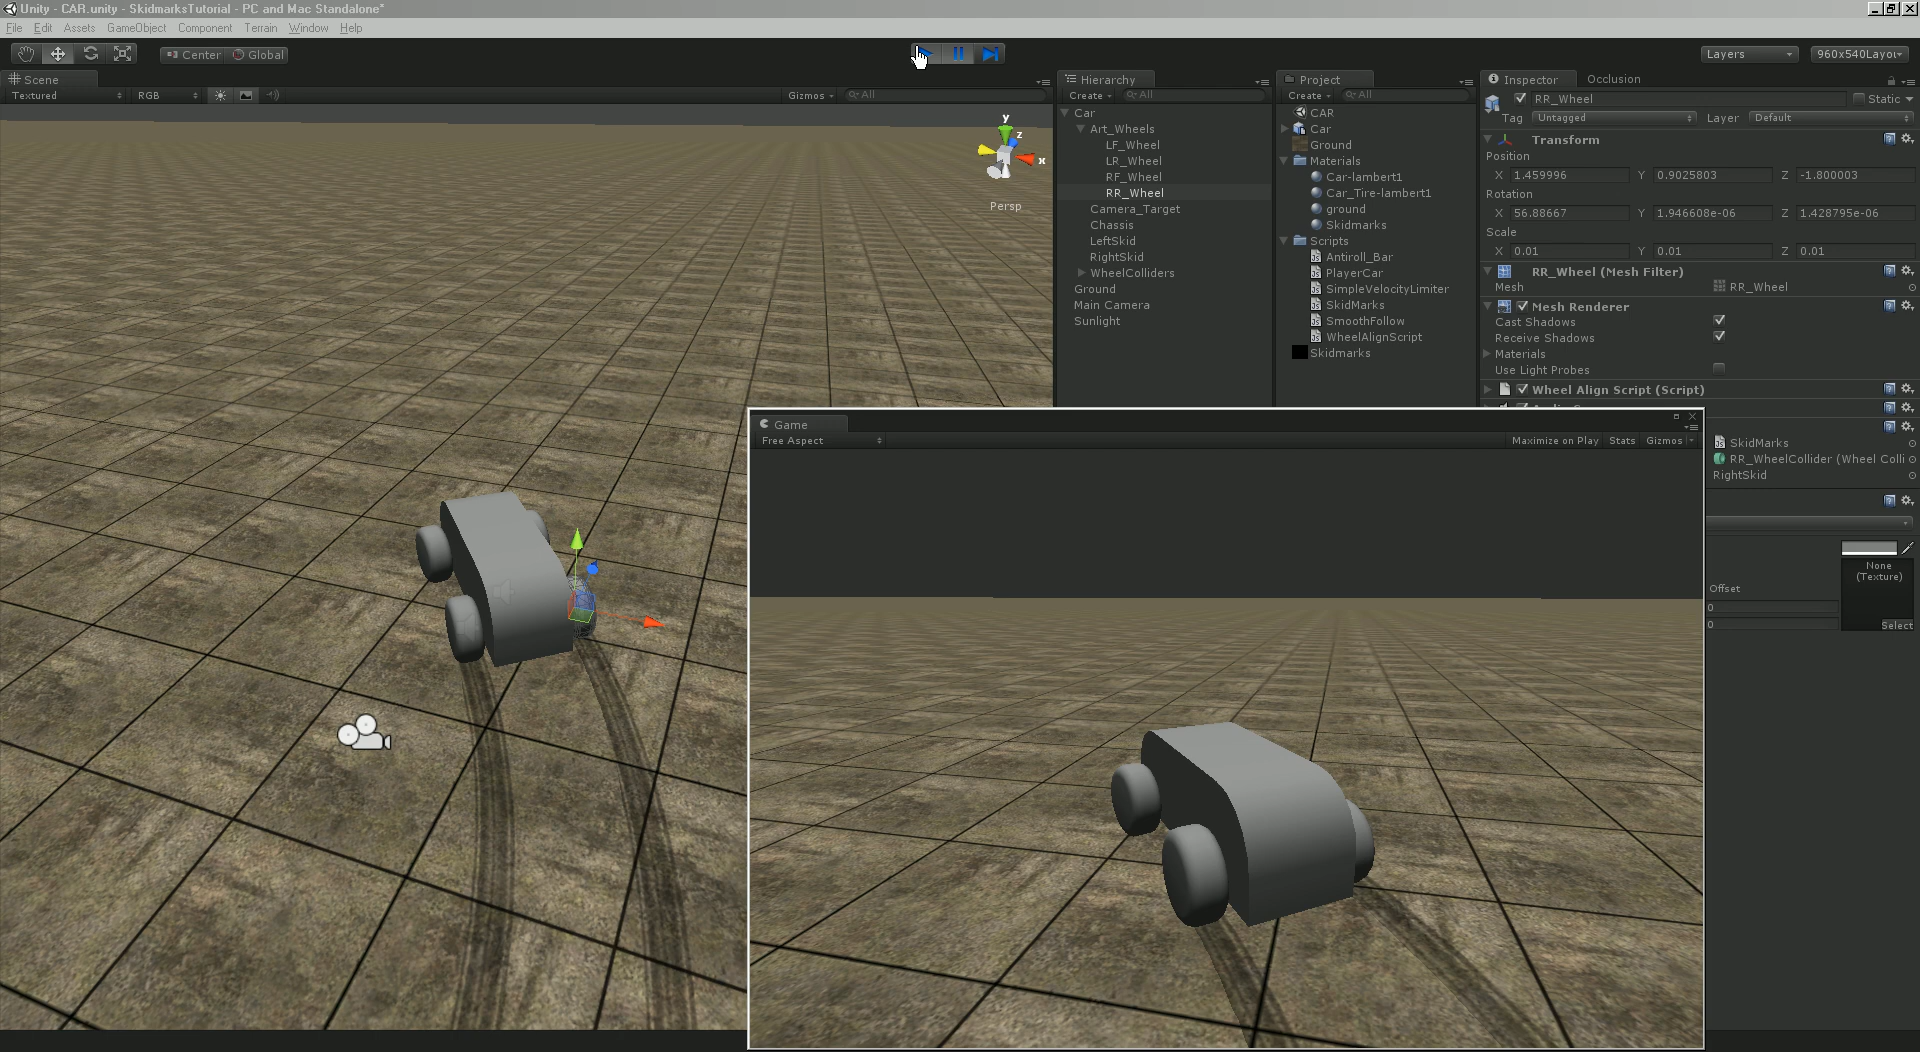 Unity - CAR.unity - SkidmarksTutorial - PC and Mac Standalone*
File Edit Assets GameObject Component Terrain Window Help
Center Global
Layers
960x540Layou
Scene
Textured RGB Gizmos All
y
z
x
Persp
Hierarchy
Create All
Car
Art_Wheels
LF_Wheel
LR_Wheel
RF_Wheel
RR_Wheel
Camera_Target
Chassis
LeftSkid
RightSkid
WheelColliders
Ground
Main Camera
Sunlight
Project
Create All
CAR
Car
Ground
Materials
Car-lambert1
Car_Tire-lambert1
ground
Skidmarks
Scripts
Antiroll_Bar
PlayerCar
SimpleVelocityLimiter
SkidMarks
SmoothFollow
WheelAlignScript
Skidmarks
Inspector Occlusion
RR_Wheel Static
Tag Untagged Layer Default
Transform
Position
X 1.459996 Y 0.9025803 Z -1.800003
Rotation
X 56.88667 Y 1.946608e-06 Z 1.428795e-06
Scale
X 0.01 Y 0.01 Z 0.01
RR_Wheel (Mesh Filter)
Mesh RR_Wheel
Mesh Renderer
Cast Shadows
Receive Shadows
Materials
Use Light Probes
Wheel Align Script (Script)
SkidMarks
RR_WheelCollider (Wheel Colli
RightSkid
None
(Texture)
Offset
0
0
Select
Game
Free Aspect Maximize on Play Stats Gizmos